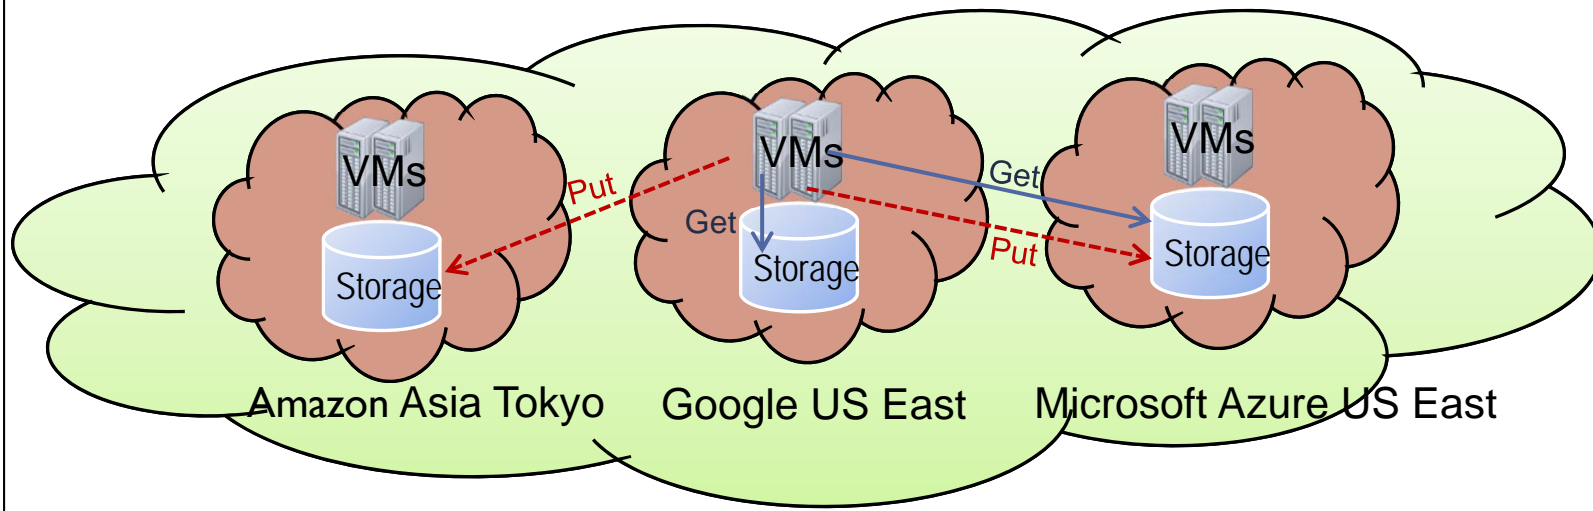 VMs
Storage
Amazon Asia Tokyo
Put
VMs
Get
Storage
Google US East
Get
Put
VMs
Storage
Microsoft Azure US East